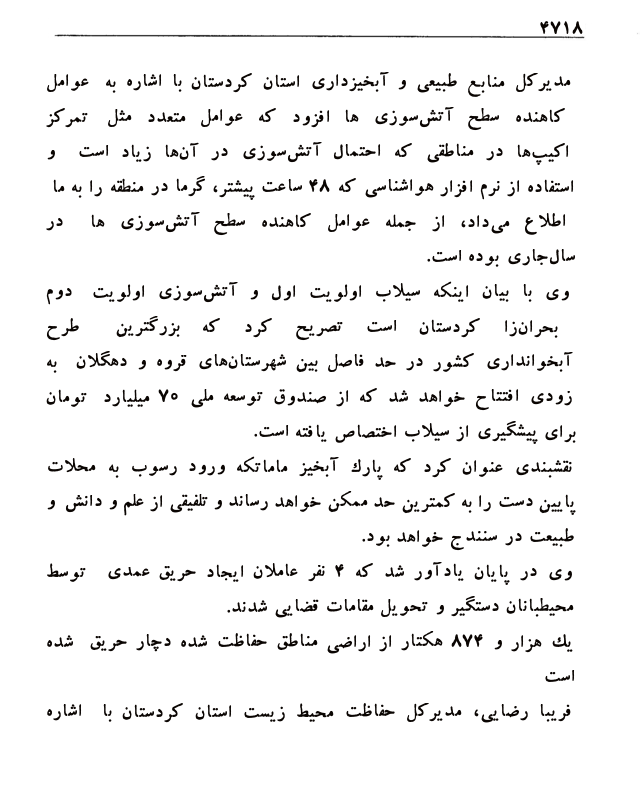 ۴۷۱۸
مدیرکل منابع طبیعی و آبخیزداری استان کردستان با اشاره به عوامل
کاهنده سطح آتش‌سوزی ها افزود که عوامل متعدد مثل تمرکز
اکیپ‌ها در مناطقی که احتمال آتش‌سوزی در آن‌ها زیاد است و
استفاده از نرم افزار هواشناسی که ۴۸ ساعت پیشتر، گرما در منطقه را به ما
اطلاع می‌داد، از جمله عوامل کاهنده سطح آتش‌سوزی ها در
سال‌جاری بوده است.
وی با بیان اینکه سیلاب اولویت اول و آتش‌سوزی اولویت دوم
بحران‌زا کردستان است تصریح کرد که بزرگترین طرح
آبخوانداری کشور در حد فاصل بین شهرستان‌های قروه و دهگلان به
زودی افتتاح خواهد شد که از صندوق توسعه ملی ۷۰ میلیارد تومان
برای پیشگیری از سیلاب اختصاص یافته است.
نقشبندی عنوان کرد که پارك آبخیز ماماتکه ورود رسوب به محلات
پایین دست را به کمترین حد ممکن خواهد رساند و تلفیقی از علم و دانش و
طبیعت در سنندج خواهد بود.
وی در پایان یادآور شد که ۴ نفر عاملان ایجاد حریق عمدی توسط
محیطبانان دستگیر و تحویل مقامات قضایی شدند.
یك هزار و ۸۷۴ هکتار از اراضی مناطق حفاظت شده دچار حریق شده
است
فریبا رضایی، مدیرکل حفاظت محیط زیست استان کردستان با اشاره